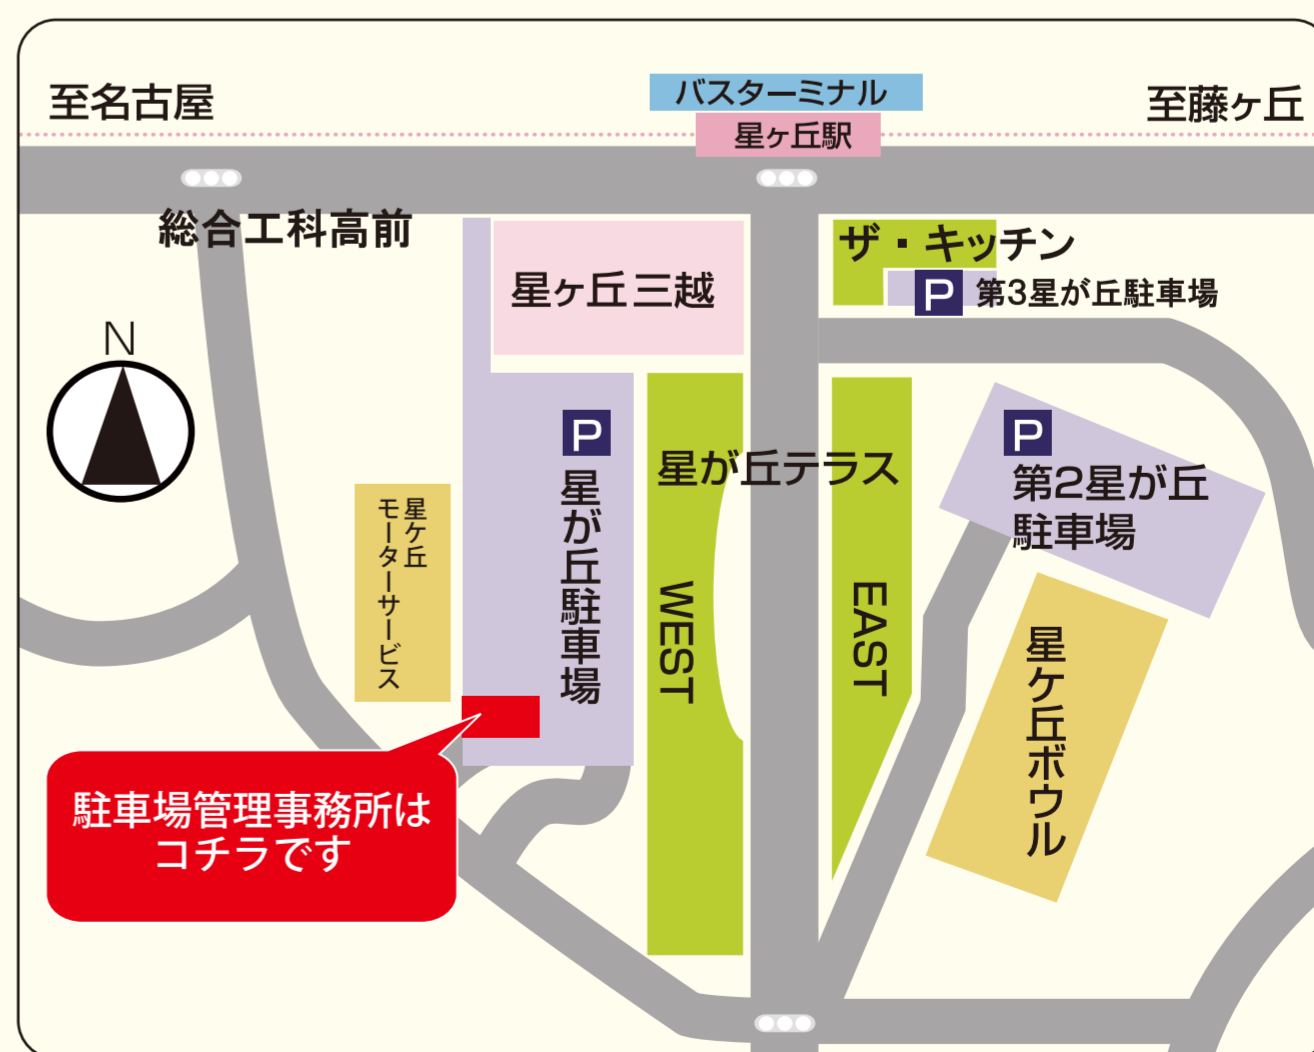 至名古屋
バスターミナル
星ヶ丘駅
至藤ヶ丘
総合工科高前
星ヶ丘三越
ザ・キッチン
P 第3星が丘駐車場
N
P
星が丘駐車場
星が丘テラス
WEST
EAST
P
第2星が丘
駐車場
星ケ丘
モーターサービス
星ケ丘ボウル
駐車場管理事務所は
コチラです